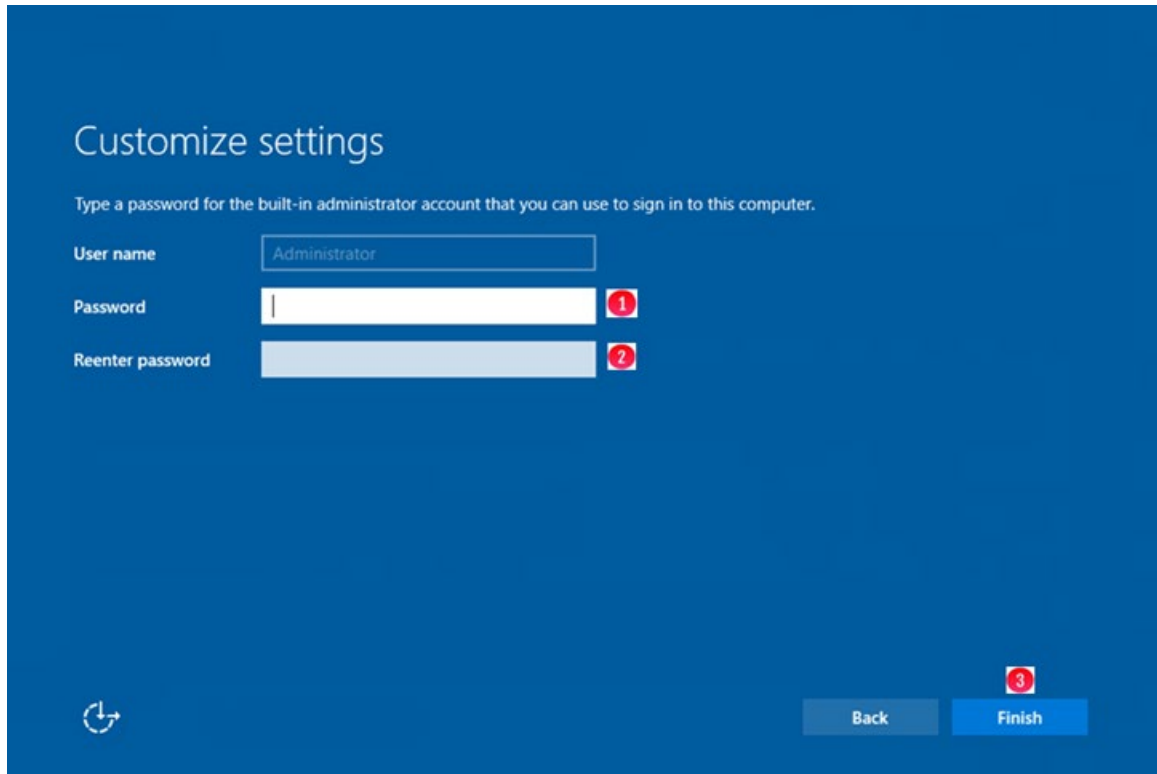 Customize settings
Type a password for the built-in administrator account that you can use to sign in to this computer.
User name Administrator
Password 1
Reenter password 2
3
Back Finish